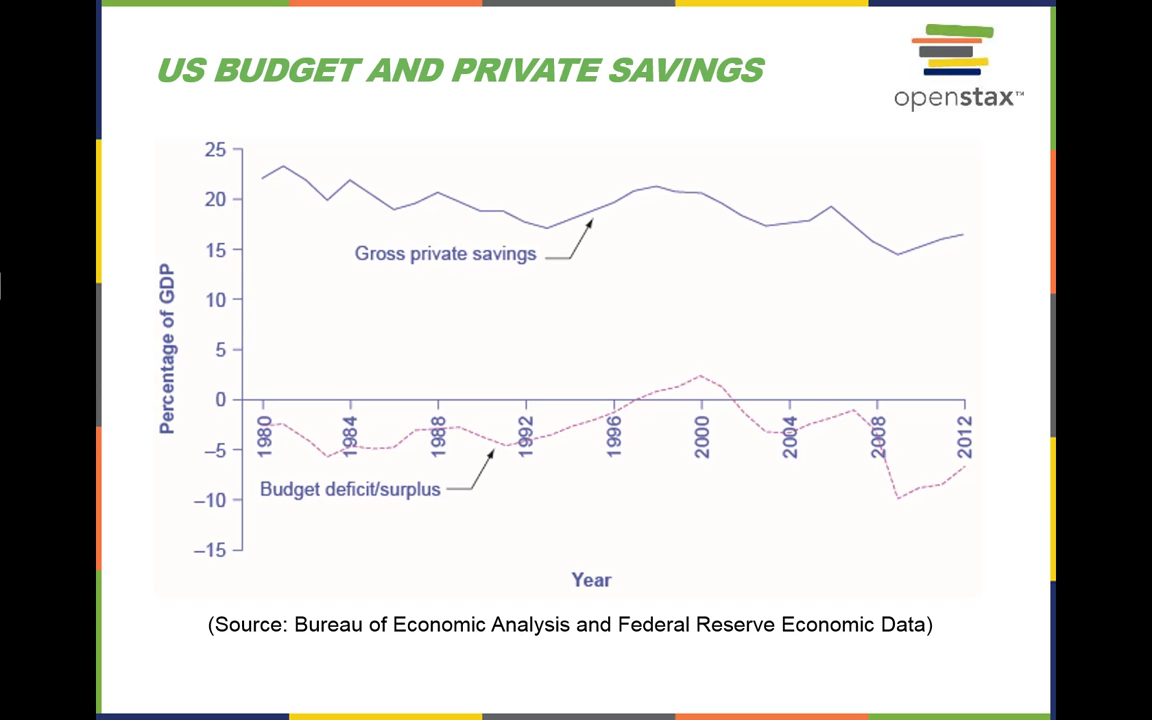 US BUDGET AND PRIVATE SAVINGS
openstax™
25
20
15
10
5
0
–5
–10
–15
Percentage of GDP
Gross private savings
Budget deficit/surplus
1980
1984
1988
1992
1996
2000
2004
2008
2012
Year
(Source: Bureau of Economic Analysis and Federal Reserve Economic Data)